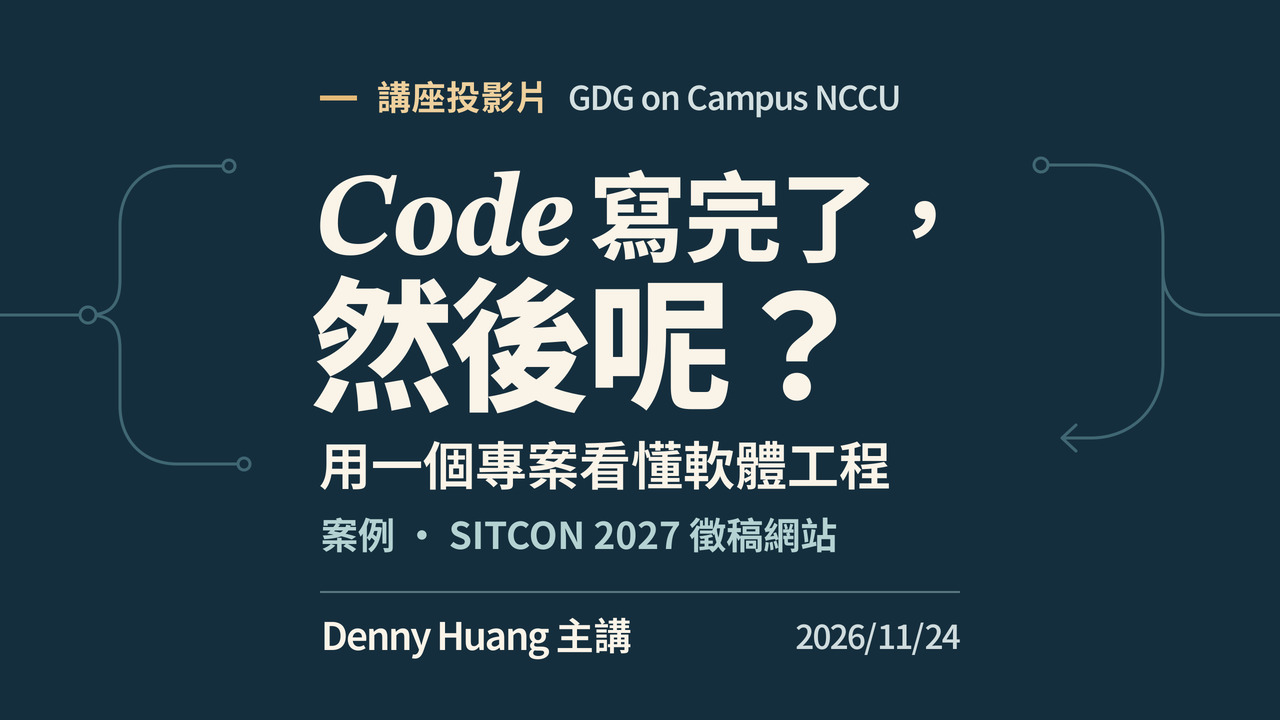 講座投影片 GDG on Campus NCCU
Code 寫完了，
然後呢？
用一個專案看懂軟體工程
案例 · SITCON 2027 徵稿網站
Denny Huang 主講 2026/11/24